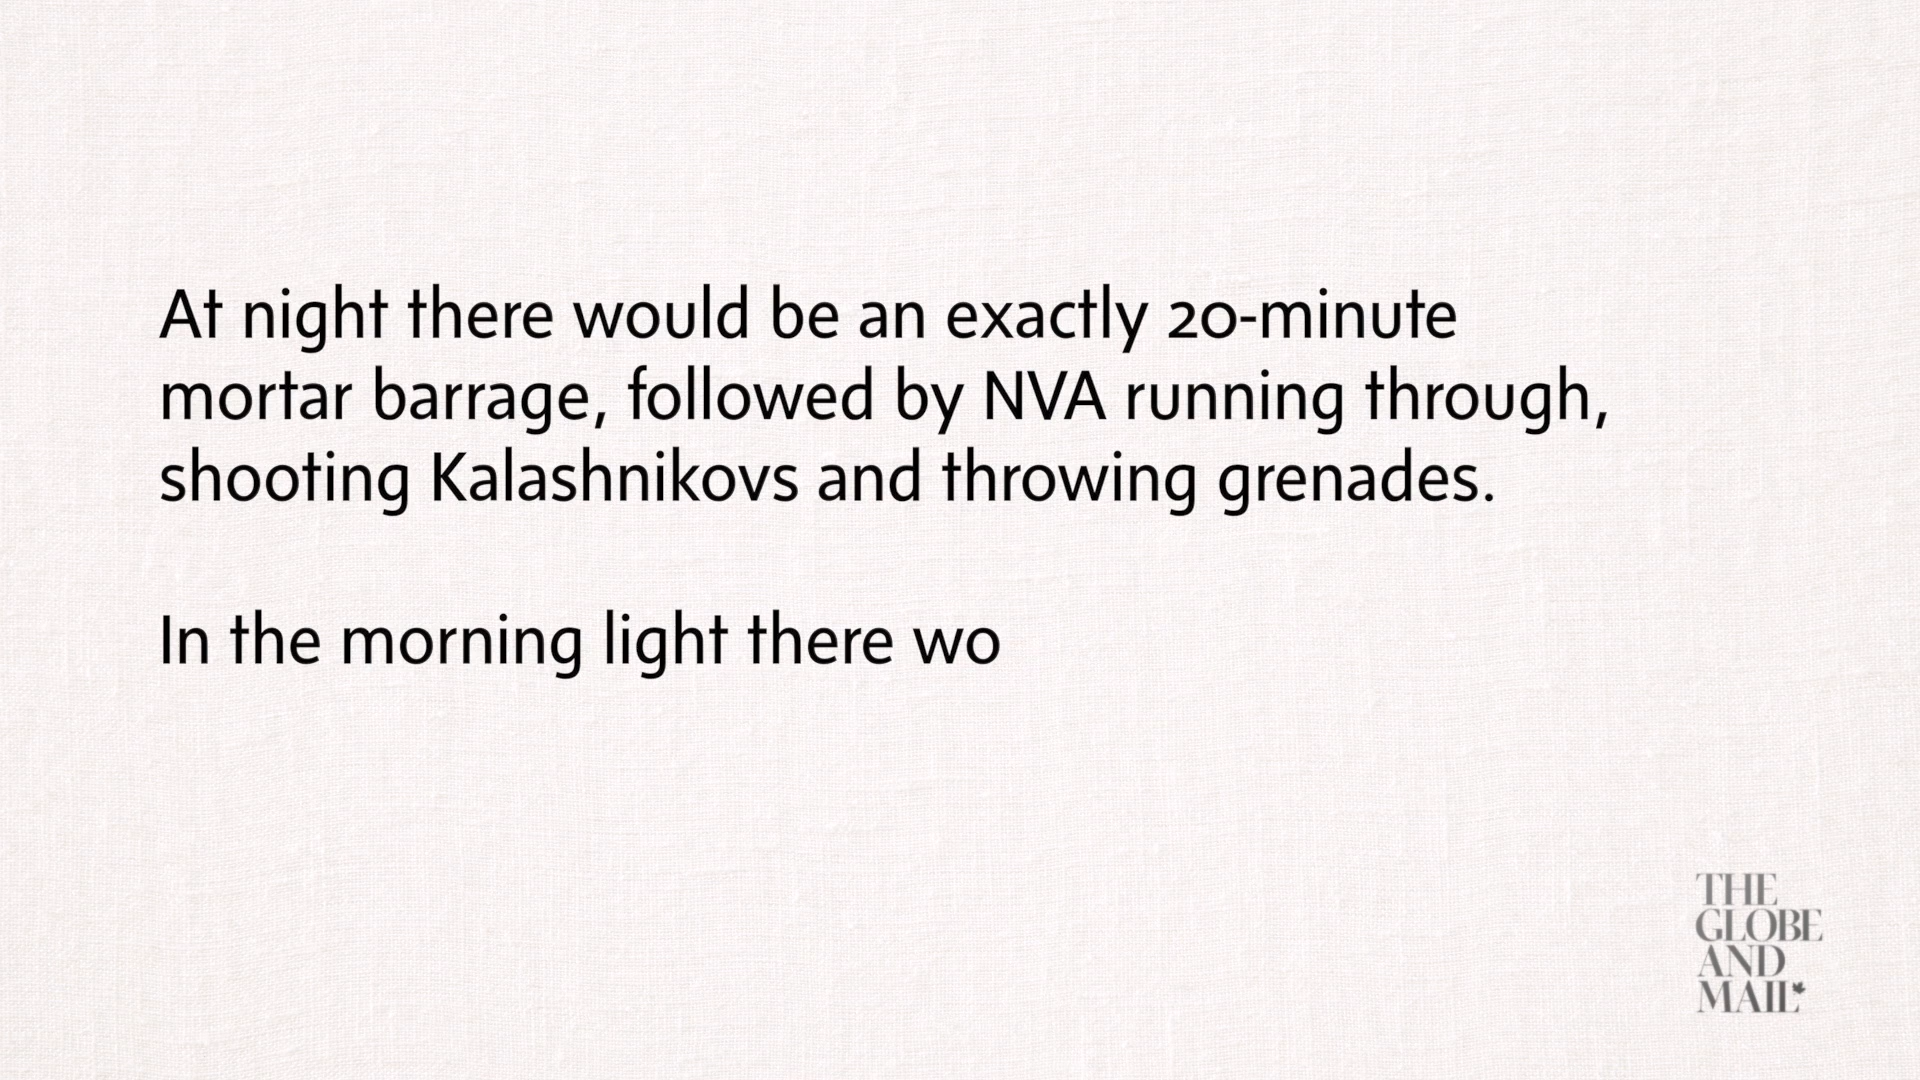 At night there would be an exactly 20-minute
mortar barrage, followed by NVA running through,
shooting Kalashnikovs and throwing grenades.
In the morning light there wo
THE
GLOBE
AND
MAIL